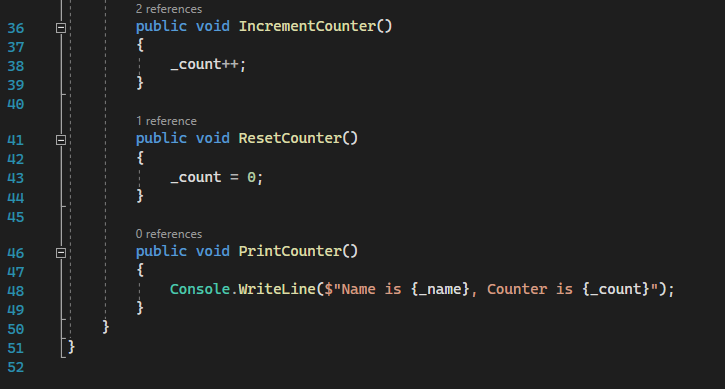 2 references
36 public void IncrementCounter()
37 {
38 _count++;
39 }
40
1 reference
41 public void ResetCounter()
42 {
43 _count = 0;
44 }
45
0 references
46 public void PrintCounter()
47 {
48 Console.WriteLine($"Name is {_name}, Counter is {_count}");
49 }
50 }
51 }
52